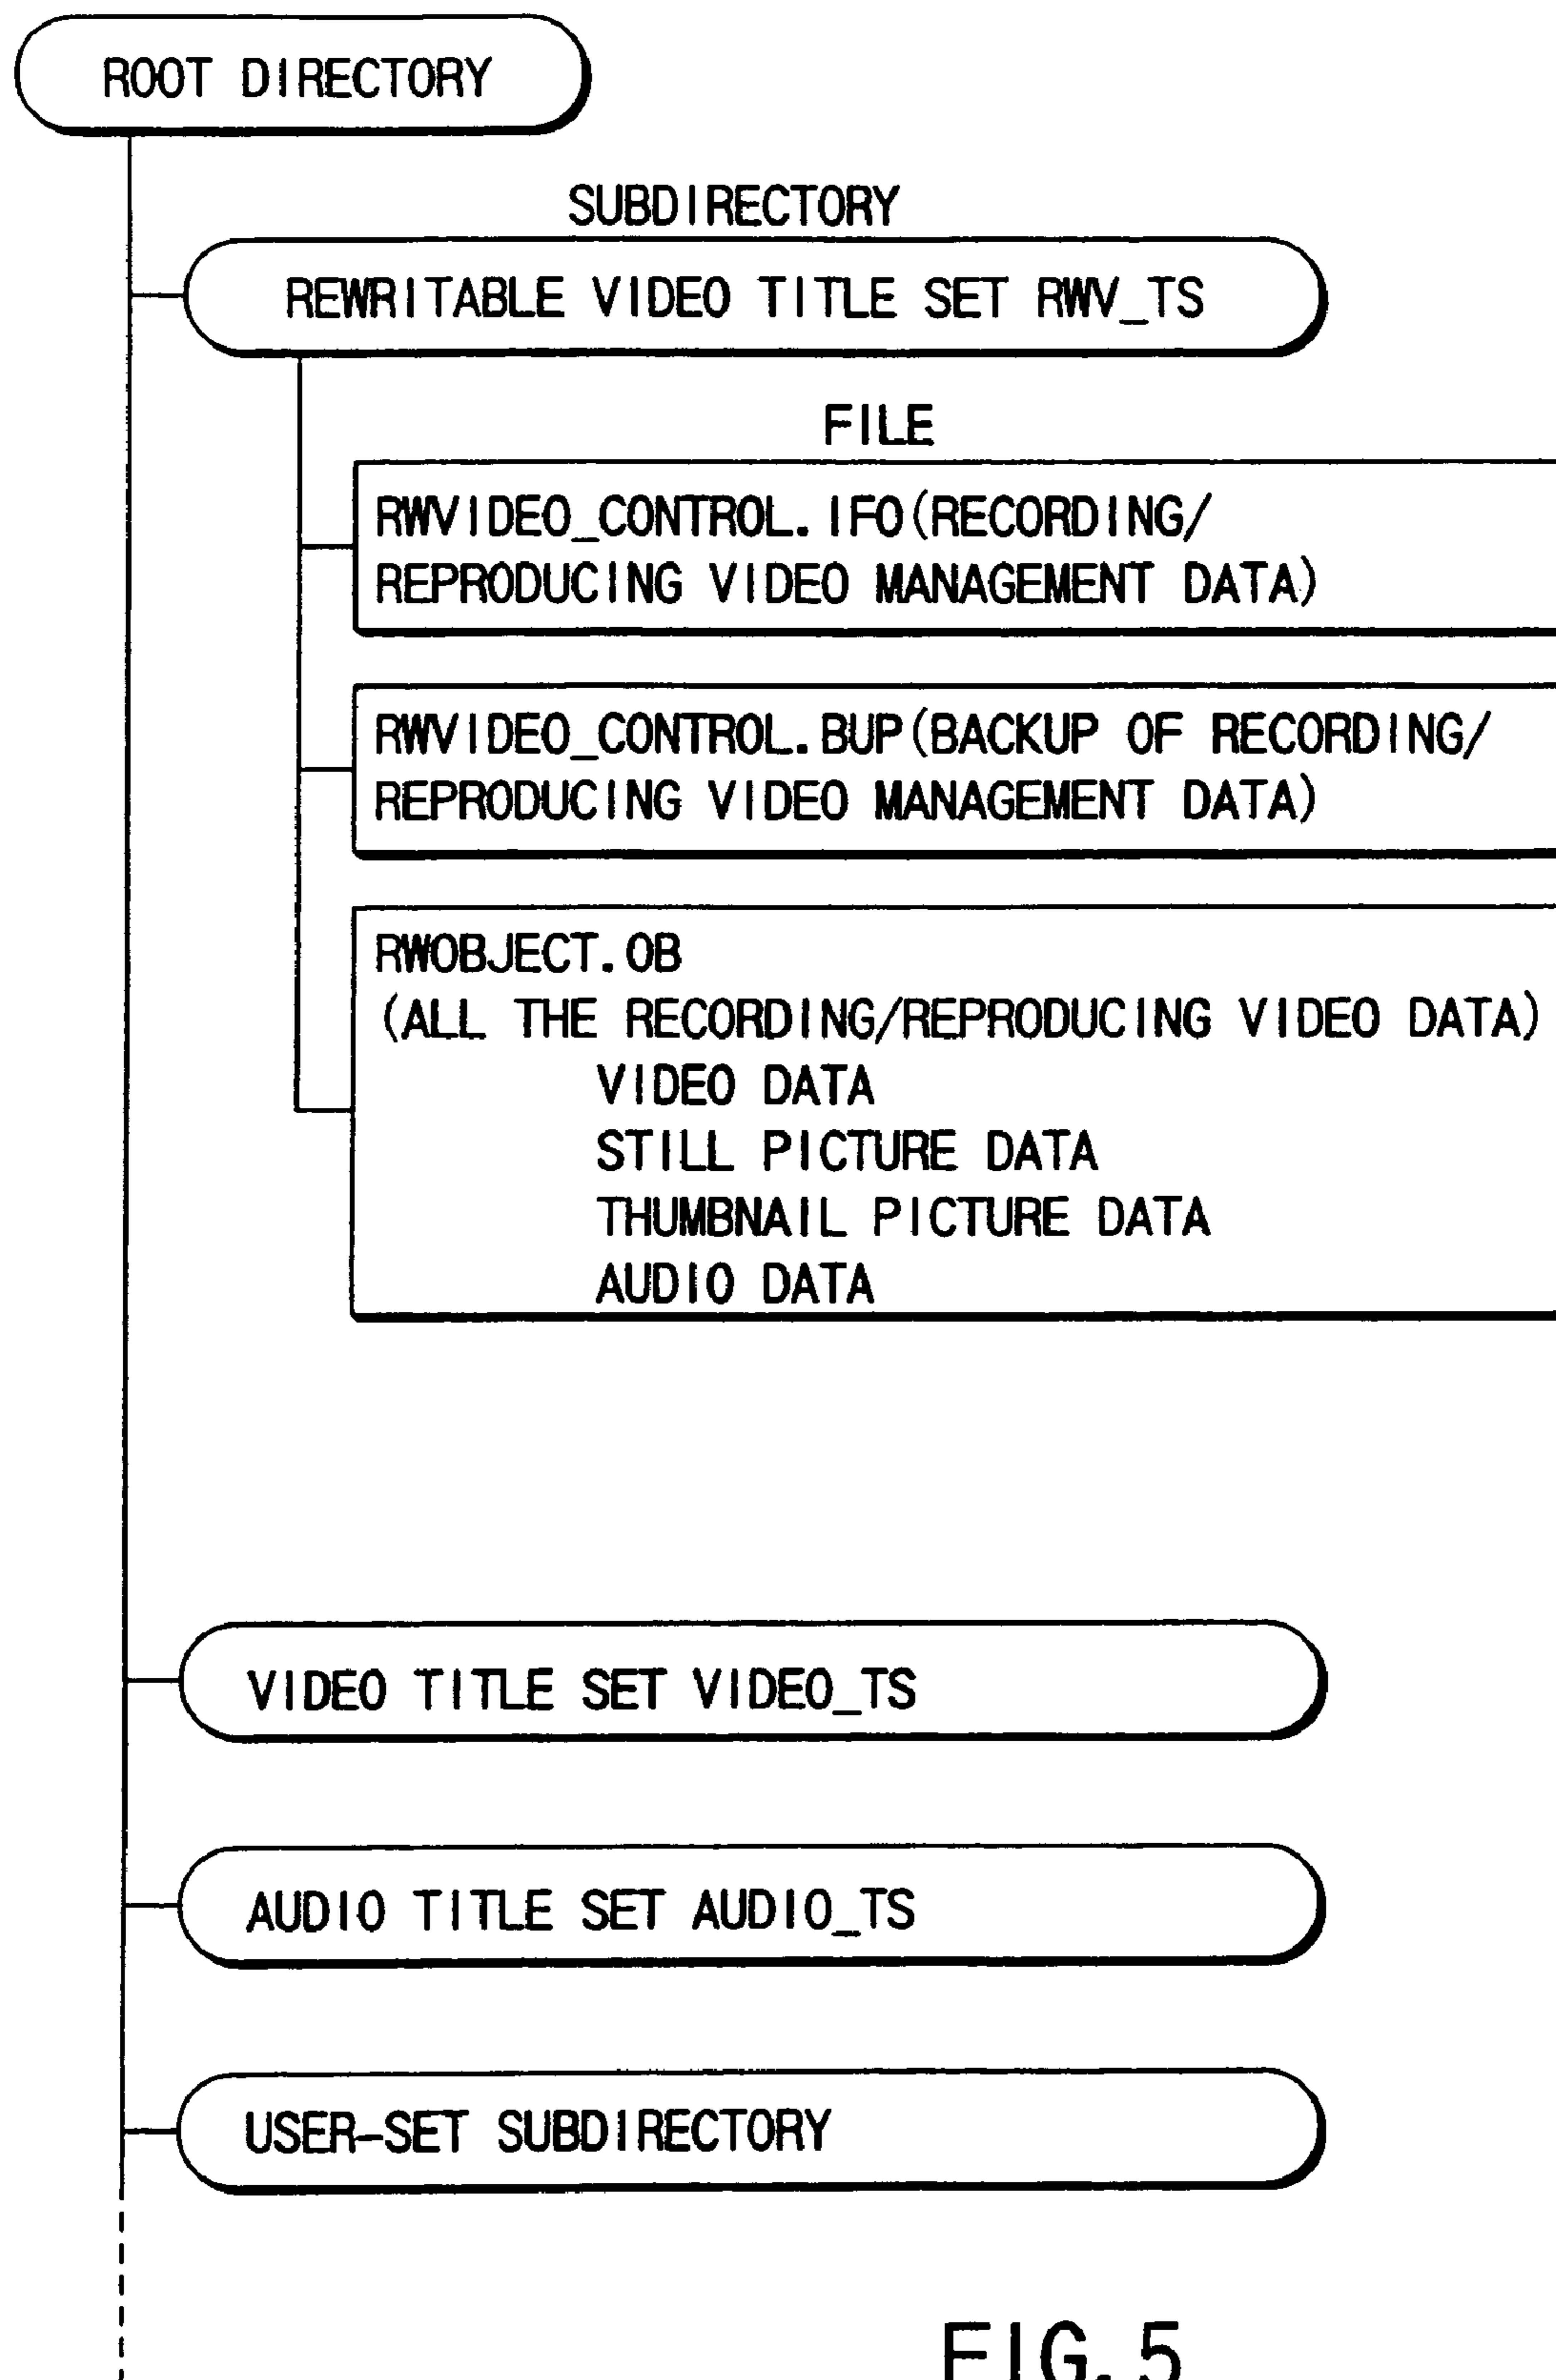 ROOT DIRECTORY
SUBDIRECTORY
REWRITABLE VIDEO TITLE SET RWV_TS
FILE
RWVIDEO_CONTROL.IFO(RECORDING/
REPRODUCING VIDEO MANAGEMENT DATA)
RWVIDEO_CONTROL.BUP(BACKUP OF RECORDING/
REPRODUCING VIDEO MANAGEMENT DATA)
RWOBJECT.OB
(ALL THE RECORDING/REPRODUCING VIDEO DATA)
VIDEO DATA
STILL PICTURE DATA
THUMBNAIL PICTURE DATA
AUDIO DATA
VIDEO TITLE SET VIDEO_TS
AUDIO TITLE SET AUDIO_TS
USER-SET SUBDIRECTORY
FIG.5